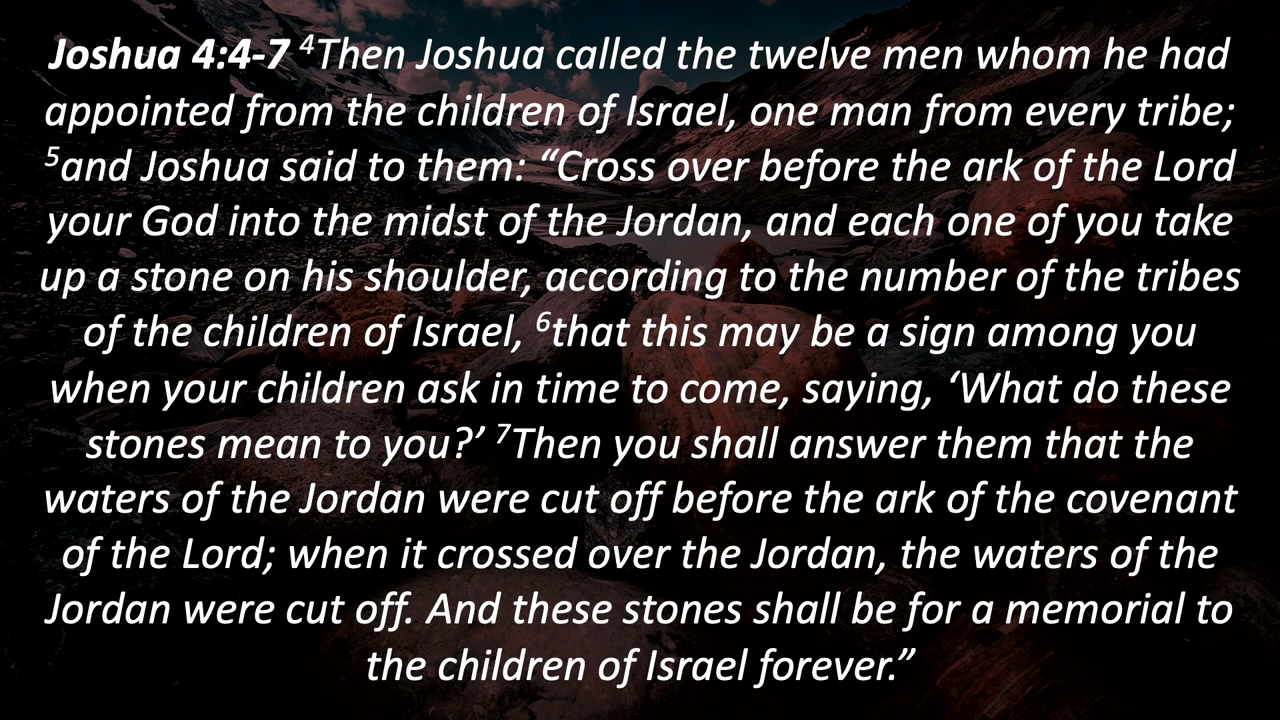 Joshua 4:4-7 ⁴Then Joshua called the twelve men whom he had
appointed from the children of Israel, one man from every tribe;
⁵and Joshua said to them: “Cross over before the ark of the Lord
your God into the midst of the Jordan, and each one of you take
up a stone on his shoulder, according to the number of the tribes
of the children of Israel, ⁶that this may be a sign among you
when your children ask in time to come, saying, ‘What do these
stones mean to you?’ ⁷Then you shall answer them that the
waters of the Jordan were cut off before the ark of the covenant
of the Lord; when it crossed over the Jordan, the waters of the
Jordan were cut off. And these stones shall be for a memorial to
the children of Israel forever.”